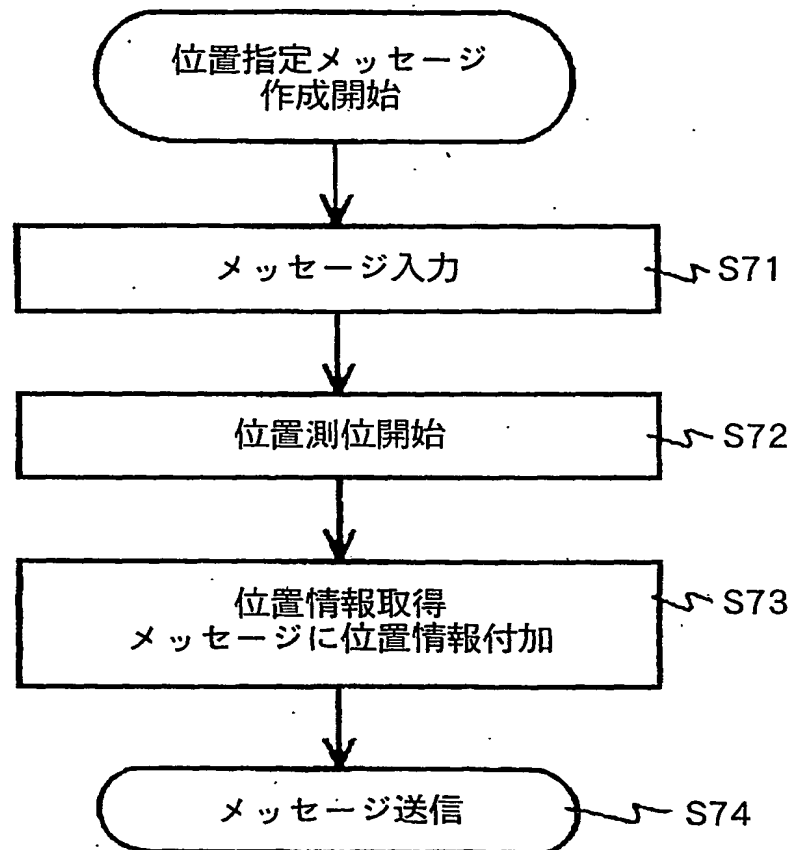 位置指定メッセージ
作成開始
メッセージ入力
S71
位置測位開始
S72
位置情報取得
メッセージに位置情報付加
S73
メッセージ送信
S74